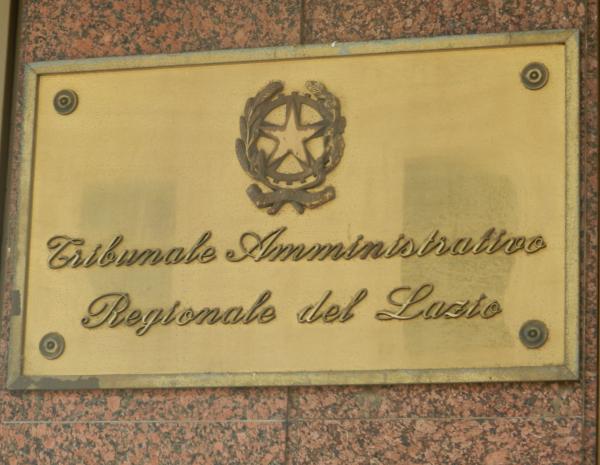 Tribunale Amministrativo
Regionale del Lazio